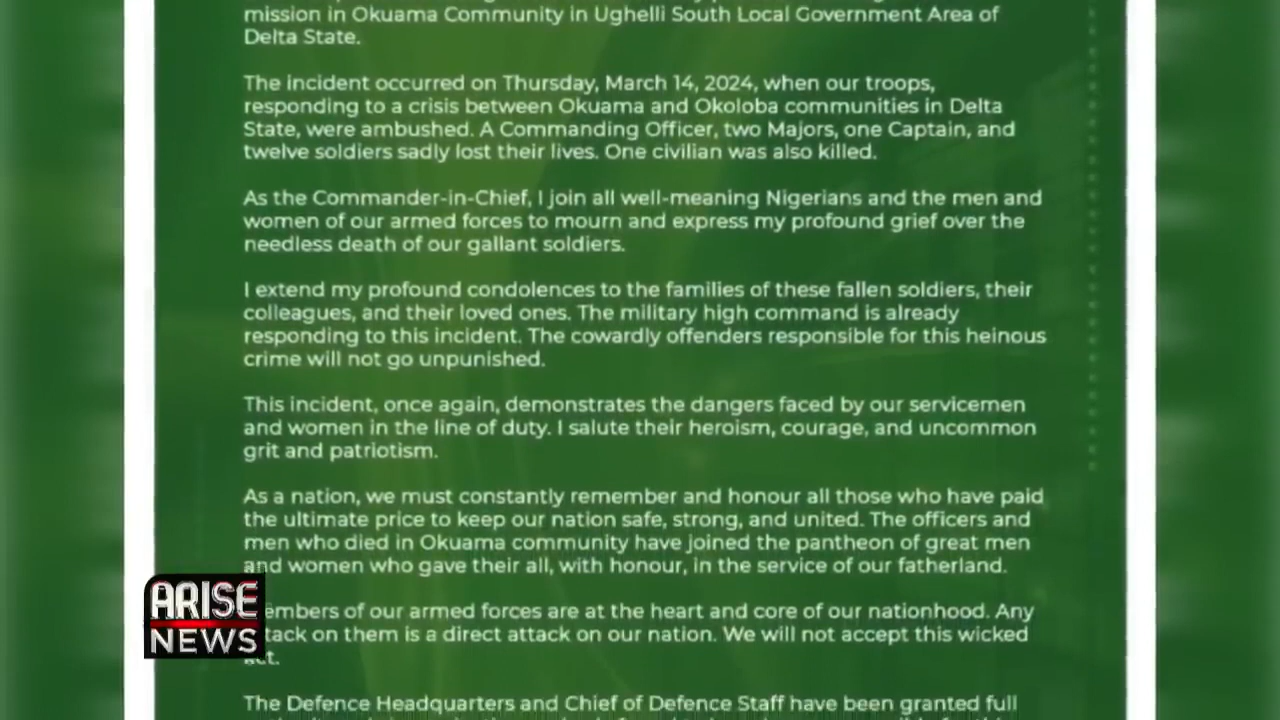 mission in Okuama Community in Ughelli South Local Government Area of
Delta State.
The incident occurred on Thursday, March 14, 2024, when our troops,
responding to a crisis between Okuama and Okoloba communities in Delta
State, were ambushed. A Commanding Officer, two Majors, one Captain, and
twelve soldiers sadly lost their lives. One civilian was also killed.
As the Commander-in-Chief, I join all well-meaning Nigerians and the men and
women of our armed forces to mourn and express my profound grief over the
needless death of our gallant soldiers.
I extend my profound condolences to the families of these fallen soldiers, their
colleagues, and their loved ones. The military high command is already
responding to this incident. The cowardly offenders responsible for this heinous
crime will not go unpunished.
This incident, once again, demonstrates the dangers faced by our servicemen
and women in the line of duty. I salute their heroism, courage, and uncommon
grit and patriotism.
As a nation, we must constantly remember and honour all those who have paid
the ultimate price to keep our nation safe, strong, and united. The officers and
men who died in Okuama community have joined the pantheon of great men
and women who gave their all, with honour, in the service of our fatherland.
embers of our armed forces are at the heart and core of our nationhood. Any
tack on them is a direct attack on our nation. We will not accept this wicked
act.
The Defence Headquarters and Chief of Defence Staff have been granted full
ARISE
NEWS